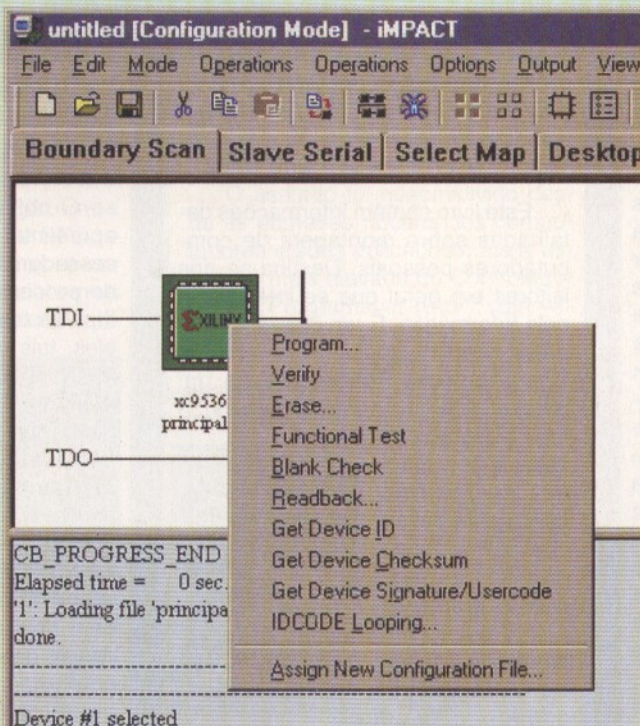 untitled [Configuration Mode] - iMPACT
File Edit Mode Operations Operations Options Output View
Boundary Scan Slave Serial Select Map Desktop
TDI
XILINX
xc9536
principal
TDO
Program...
Verify
Erase...
Functional Test
Blank Check
Readback...
Get Device ID
Get Device Checksum
Get Device Signature/Usercode
IDCODE Looping...
Assign New Configuration File...
CB_PROGRESS_END
Elapsed time = 0 sec.
'1': Loading file 'principa
done.
----------------------------------------------------------------------
----------------------------------------------------------------------
Device #1 selected